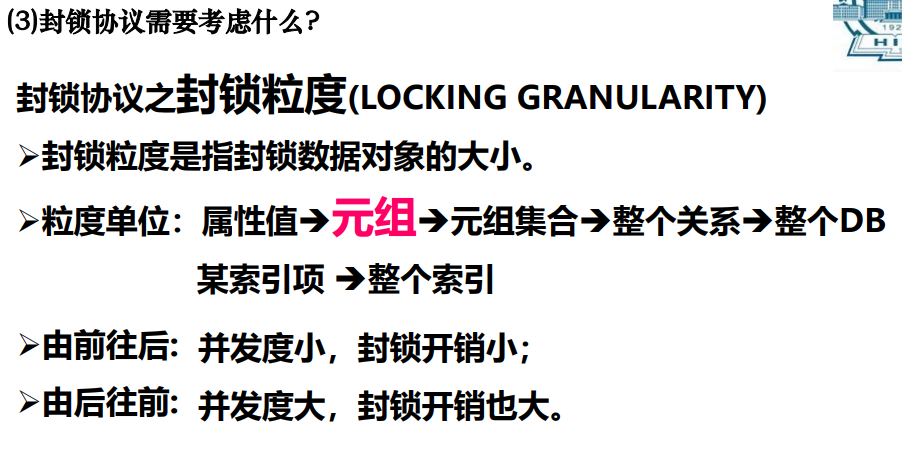 (3)封锁协议需要考虑什么?
192
HI
封锁协议之封锁粒度(LOCKING GRANULARITY)
➢封锁粒度是指封锁数据对象的大小。
➢粒度单位：属性值➔元组➔元组集合➔整个关系➔整个DB
某索引项 ➔整个索引
➢由前往后: 并发度小，封锁开销小；
➢由后往前: 并发度大，封锁开销也大。